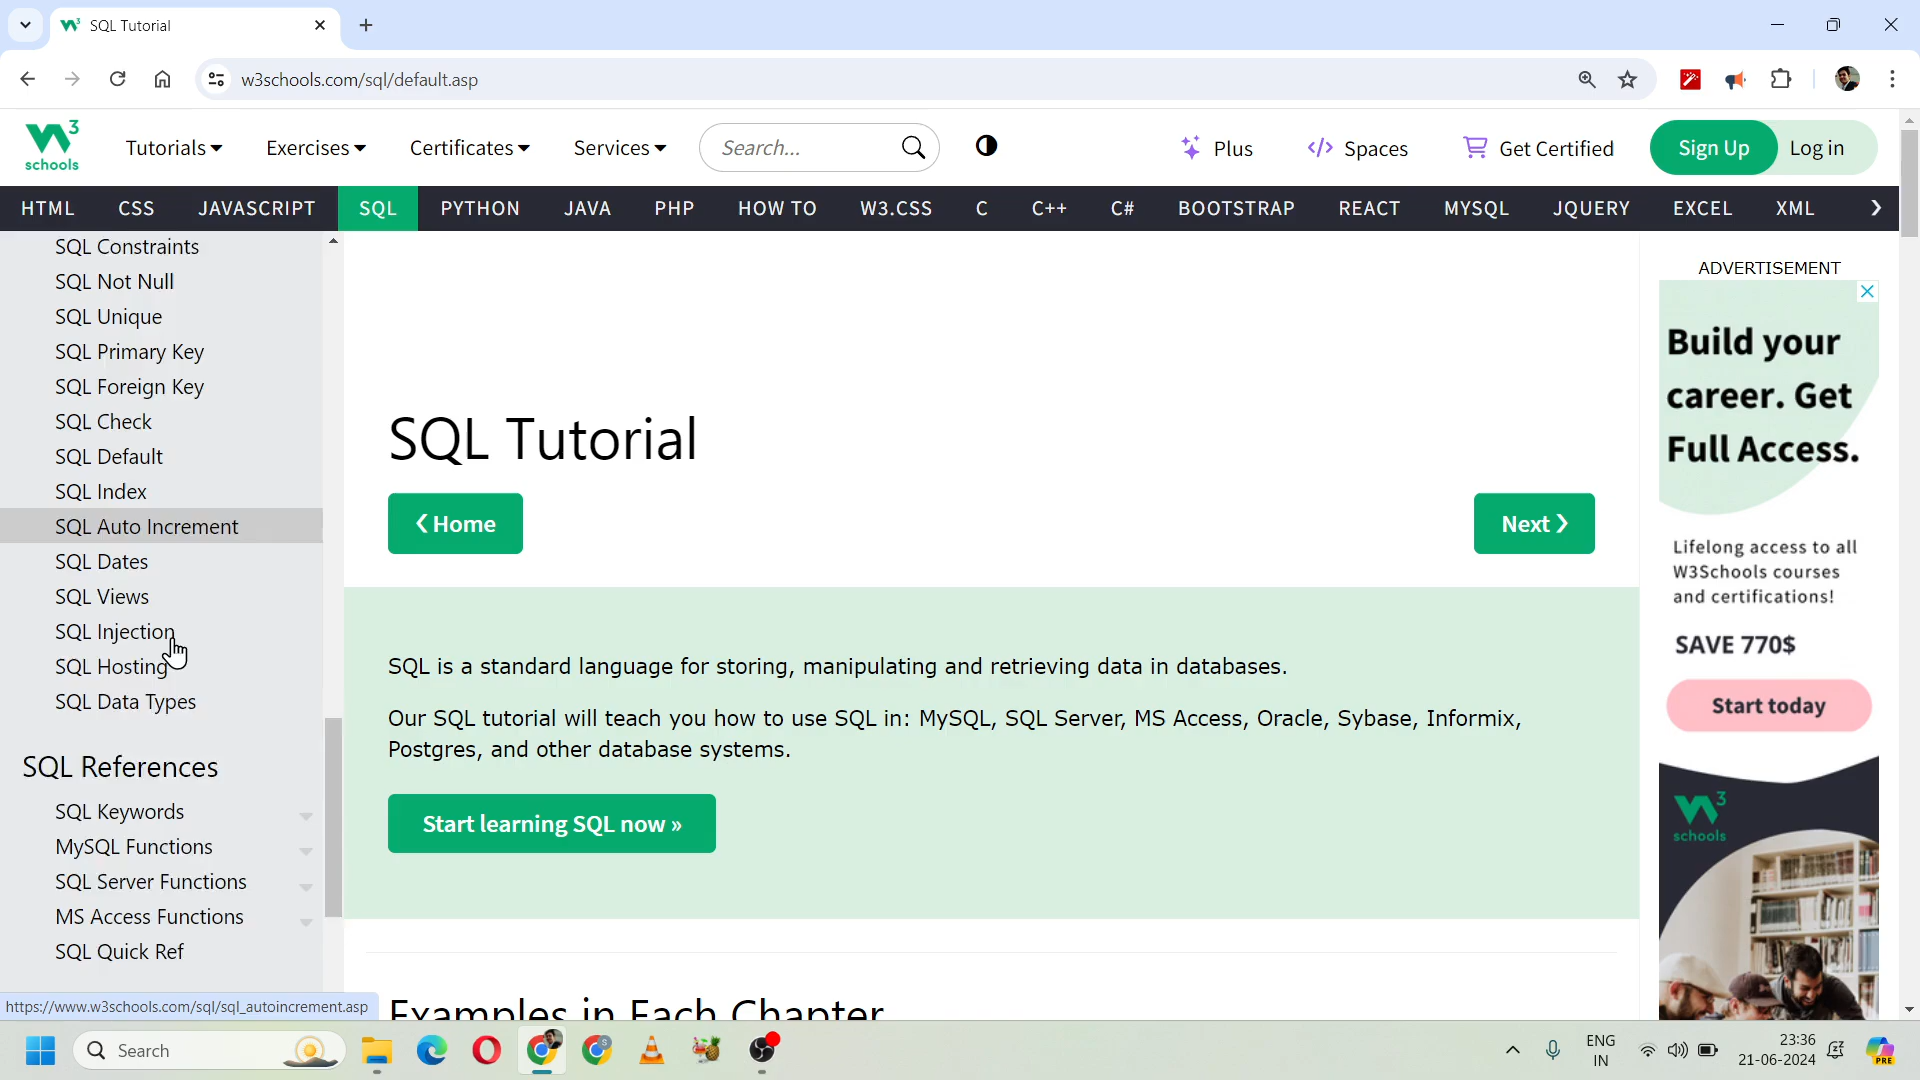 SQL Tutorial
w3schools.com/sql/default.asp
3
schools
Tutorials
Exercises
Certificates
Services
Search...
Plus
</> Spaces
Get Certified
Sign Up
Log in
HTML CSS JAVASCRIPT SQL PYTHON JAVA PHP HOW TO W3.CSS C C++ C# BOOTSTRAP REACT MYSQL JQUERY EXCEL XML ❯
SQL Constraints
SQL Not Null
SQL Unique
SQL Primary Key
SQL Foreign Key
SQL Check
SQL Default
SQL Index
SQL Auto Increment
SQL Dates
SQL Views
SQL Injection
SQL Hosting
SQL Data Types
SQL References
SQL Keywords
MySQL Functions
SQL Server Functions
MS Access Functions
SQL Quick Ref
https://www.w3schools.com/sql/sql_autoincrement.asp
SQL Tutorial
❮ Home
Next ❯
SQL is a standard language for storing, manipulating and retrieving data in databases.
Our SQL tutorial will teach you how to use SQL in: MySQL, SQL Server, MS Access, Oracle, Sybase, Informix,
Postgres, and other database systems.
Start learning SQL now »
Examples in Each Chapter
ADVERTISEMENT
Build your
career. Get
Full Access.
Lifelong access to all
W3Schools courses
and certifications!
SAVE 770$
Start today
3
schools
Search
ENG
IN
23:36
21-06-2024
PRE